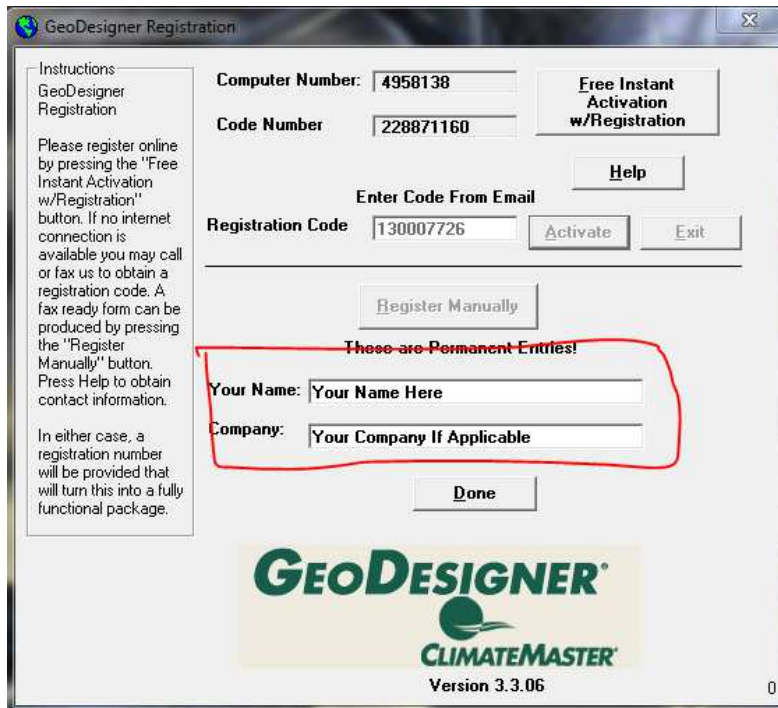 GeoDesigner Registration
Instructions
GeoDesigner
Registration
Please register online
by pressing the "Free
Instant Activation
w/Registration"
button. If no internet
connection is
available you may call
or fax us to obtain a
registration code. A
fax ready form can be
produced by pressing
the "Register
Manually" button.
Press Help to obtain
contact information.
In either case, a
registration number
will be provided that
will turn this into a fully
functional package.
Computer Number: 4958138
Free Instant
Activation
w/Registration
Code Number 228871160
Help
Enter Code From Email
Registration Code 130007726 Activate Exit
Register Manually
These are Permanent Entries!
Your Name: Your Name Here
Company: Your Company If Applicable
Done
GEODESIGNER®
CLIMATEMASTER®
Version 3.3.06
0